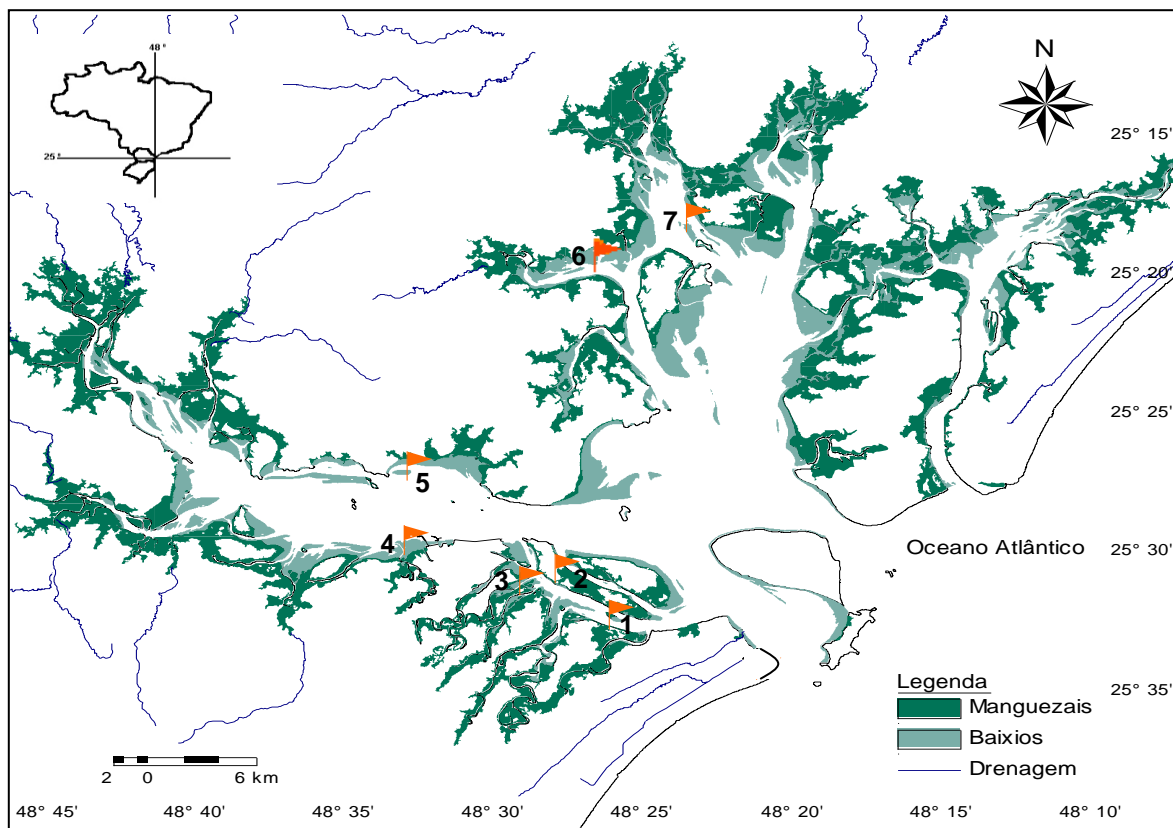 48°
25°
N
25° 15'
7
6
25° 20'
25° 25'
5
4
25° 30'
Oceano Atlântico
3
2
1
25° 35'
Legenda
Manguezais
Baixios
Drenagem
2 0 6 km
48° 45' 48° 35' 48° 30' 48° 25' 48° 20' 48° 15' 48° 10'